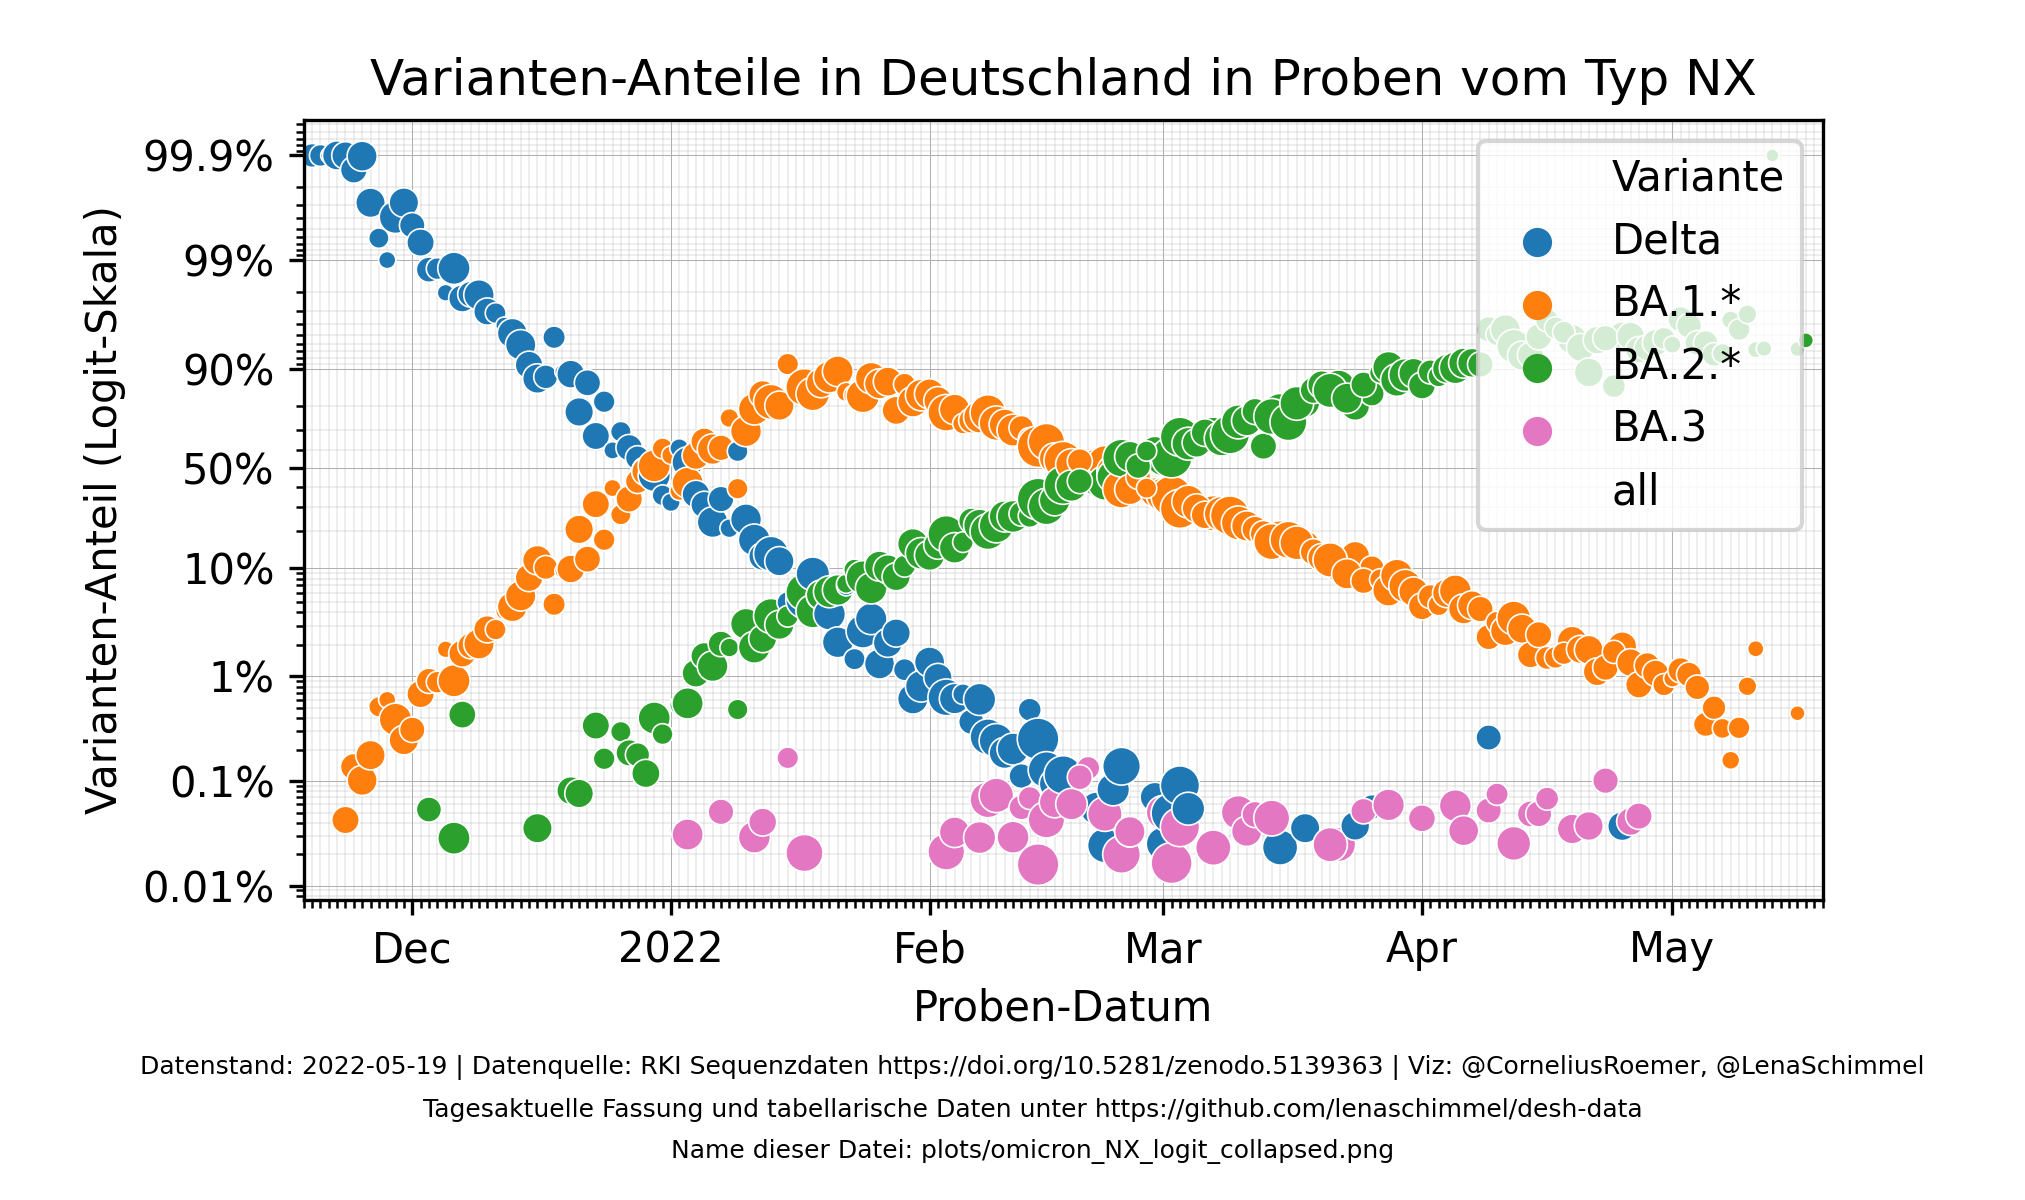 Varianten-Anteile in Deutschland in Proben vom Typ NX
Varianten-Anteil (Logit-Skala)
99.9%
99%
90%
50%
10%
1%
0.1%
0.01%
Variante
Delta
BA.1.*
BA.2.*
BA.3
all
Dec
2022
Feb
Mar
Apr
May
Proben-Datum
Datenstand: 2022-05-19 | Datenquelle: RKI Sequenzdaten https://doi.org/10.5281/zenodo.5139363 | Viz: @CorneliusRoemer, @LenaSchimmel
Tagesaktuelle Fassung und tabellarische Daten unter https://github.com/lenaschimmel/desh-data
Name dieser Datei: plots/omicron_NX_logit_collapsed.png